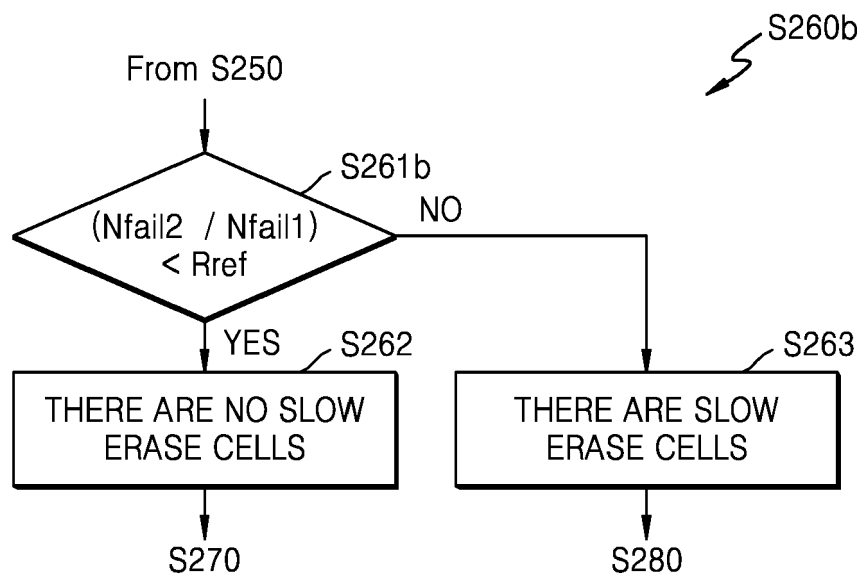 S260b
From S250
S261b
(Nfail2 / Nfail1)
< Rref
NO
YES
S262
S263
THERE ARE NO SLOW
ERASE CELLS
THERE ARE SLOW
ERASE CELLS
S270
S280